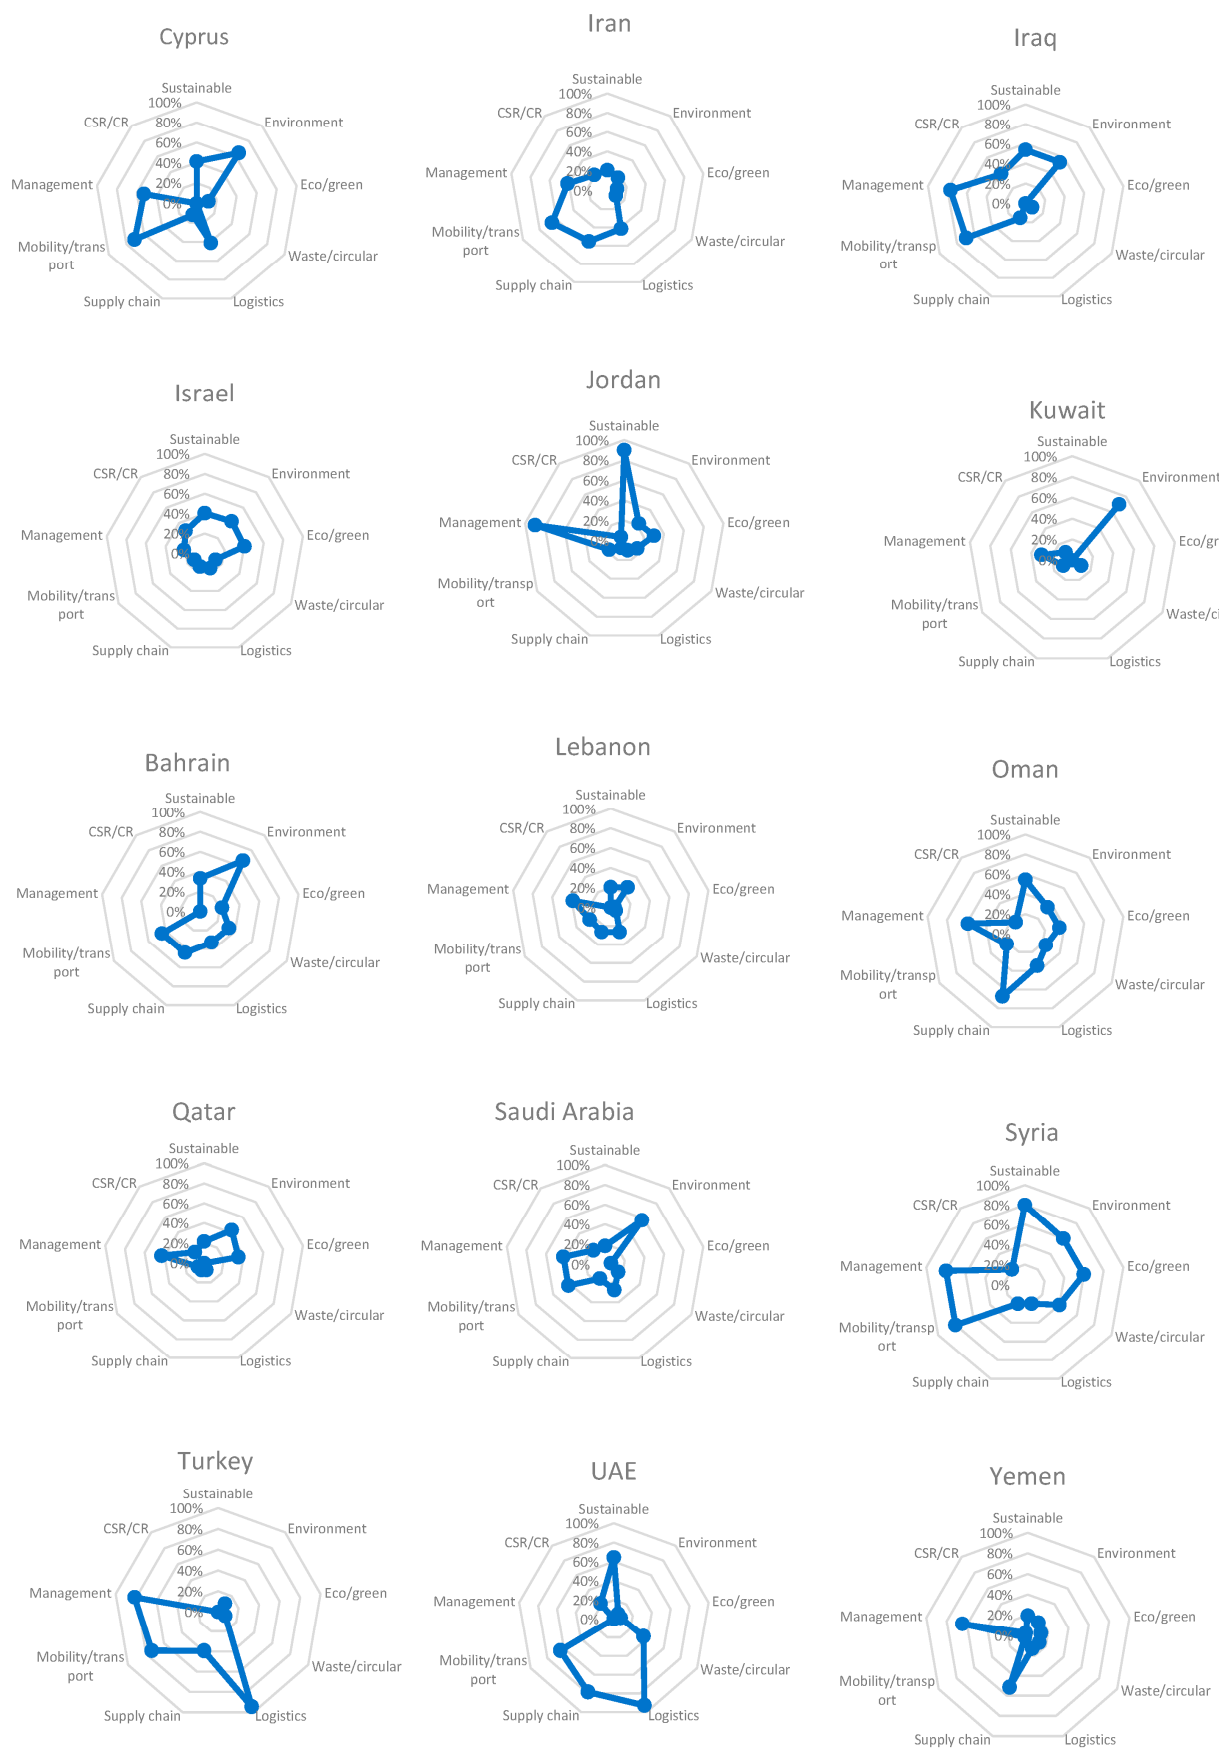 Cyprus
Sustainable
Environment
Eco/green
Waste/circular
Logistics
Supply chain
Mobility/trans
port
Management
CSR/CR
100%
80%
60%
40%
20%
0%
Iran
Sustainable
Environment
Eco/green
Waste/circular
Logistics
Supply chain
Mobility/trans
port
Management
CSR/CR
100%
80%
60%
40%
20%
0%
Iraq
Sustainable
Environment
Eco/green
Waste/circular
Logistics
Supply chain
Mobility/transp
ort
Management
CSR/CR
100%
80%
60%
40%
20%
0%
Israel
Sustainable
Environment
Eco/green
Waste/circular
Logistics
Supply chain
Mobility/trans
port
Management
CSR/CR
100%
80%
60%
40%
20%
0%
Jordan
Sustainable
Environment
Eco/green
Waste/circular
Logistics
Supply chain
Mobility/transp
ort
Management
CSR/CR
100%
80%
60%
40%
20%
0%
Kuwait
Sustainable
Environment
Eco/gr
Waste/ci
Logistics
Supply chain
Mobility/trans
port
Management
CSR/CR
100%
80%
60%
40%
20%
0%
Bahrain
Sustainable
Environment
Eco/green
Waste/circular
Logistics
Supply chain
Mobility/trans
port
Management
CSR/CR
100%
80%
60%
40%
20%
0%
Lebanon
Sustainable
Environment
Eco/green
Waste/circular
Logistics
Supply chain
Mobility/trans
port
Management
CSR/CR
100%
80%
60%
40%
20%
0%
Oman
Sustainable
Environment
Eco/green
Waste/circular
Logistics
Supply chain
Mobility/transp
ort
Management
CSR/CR
100%
80%
60%
40%
20%
0%
Qatar
Sustainable
Environment
Eco/green
Waste/circular
Logistics
Supply chain
Mobility/trans
port
Management
CSR/CR
100%
80%
60%
40%
20%
0%
Saudi Arabia
Sustainable
Environment
Eco/green
Waste/circular
Logistics
Supply chain
Mobility/trans
port
Management
CSR/CR
100%
80%
60%
40%
20%
0%
Syria
Sustainable
Environment
Eco/green
Waste/circular
Logistics
Supply chain
Mobility/transp
ort
Management
CSR/CR
100%
80%
60%
40%
20%
0%
Turkey
Sustainable
Environment
Eco/green
Waste/circular
Logistics
Supply chain
Mobility/trans
port
Management
CSR/CR
100%
80%
60%
40%
20%
0%
UAE
Sustainable
Environment
Eco/green
Waste/circular
Logistics
Supply chain
Mobility/trans
port
Management
CSR/CR
100%
80%
60%
40%
20%
0%
Yemen
Sustainable
Environment
Eco/green
Waste/circular
Logistics
Supply chain
Mobility/transp
ort
Management
CSR/CR
100%
80%
60%
40%
20%
0%